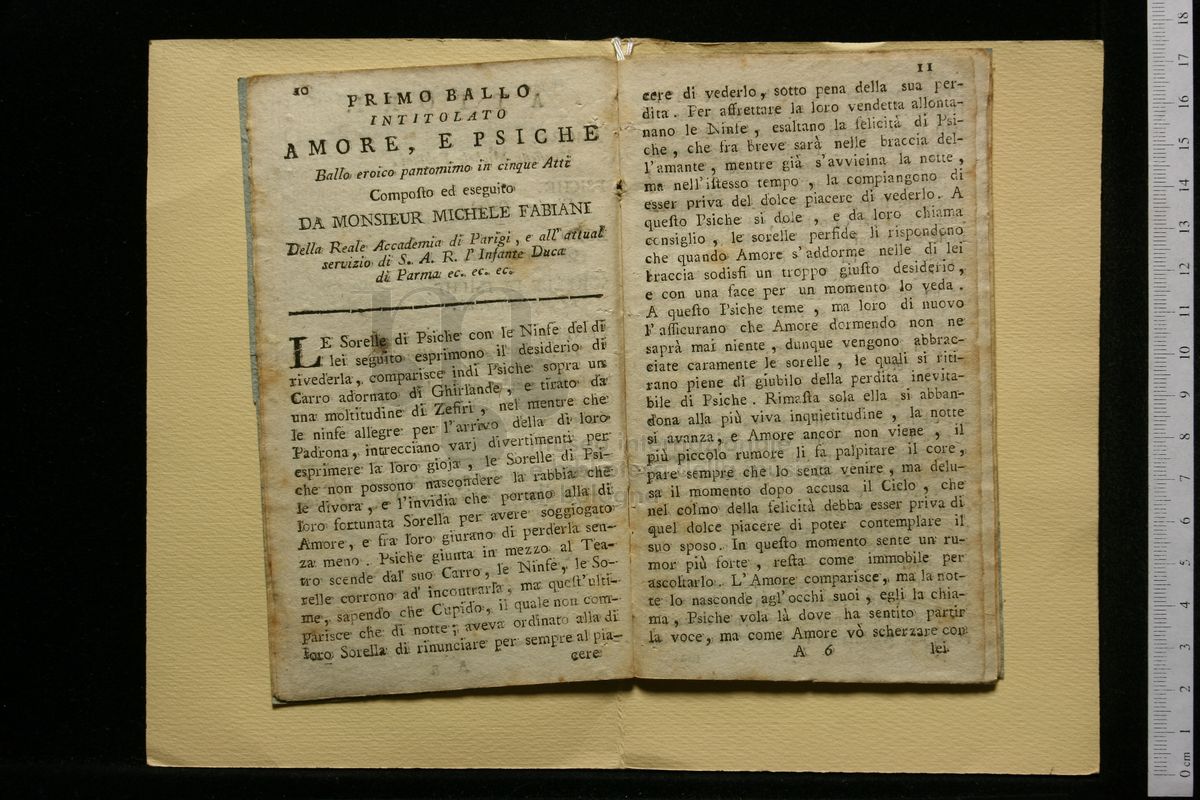 10
PRIMO BALLO
INTITOLATO
AMORE, E PSICHE
Ballo eroico pantomimo in cinque Atti
Composto ed eseguito
DA MONSIEUR MICHELE FABIANI
Della Reale Accademia di Parigi, e all' attual
servizio di S. A. R. l' Infante Duca
di Parma ec. ec. ec.
LE Sorelle di Psiche con le Ninfe del di
lei seguito esprimono il desiderio di
rivederla, comparisce indi Psiche sopra un
Carro adornato di Ghirlande, e tirato da
una moltitudine di Zefiri, nel mentre che
le ninfe allegre per l'arrivo della di loro
Padrona, intrecciano varj divertimenti per
esprimere la loro gioja, le Sorelle di Psi-
che non possono nascondere la rabbia che
le divora, e l'invidia che portano alla di
loro fortunata Sorella per avere soggiogato
Amore, e fra loro giurano di perderla sen-
za meno. Psiche giunta in mezzo al Tea-
tro scende dal suo Carro, le Ninfe, le So-
relle corrono ad incontrarla, ma quest'ulti-
me, sapendo che Cupido, il quale non com-
parisce che di notte, aveva ordinato alla di
loro Sorella di rinunciare per sempre al pia-
cere
11
cere di vederlo, sotto pena della sua per-
dita. Per affrettare la loro vendetta allonta-
nano le Ninfe, esaltano la felicità di Psi-
che, che fra breve sarà nelle braccia del-
l'amante, mentre già s'avvicina la notte,
ma nell'istesso tempo, la compiangono di
esser priva del dolce piacere di vederlo. A
questo Psiche si dole, e da loro chiama
consiglio, le sorelle perfide li rispondono
che quando Amore s'addorme nelle di lei
braccia sodisfi un troppo giusto desiderio,
e con una face per un momento lo veda.
A questo Psiche teme, ma loro di nuovo
l'assicurano che Amore dormendo non ne
saprà mai niente, dunque vengono abbrac-
ciate caramente le sorelle, le quali si riti-
rano piene di giubilo della perdita inevita-
bile di Psiche. Rimasta sola ella si abban-
dona alla più viva inquietitudine, la notte
si avanza, e Amore ancor non viene, il
più piccolo rumore li fa palpitare il core,
pare sempre che lo senta venire, ma delu-
sa il momento dopo accusa il Cielo, che
nel colmo della felicità debba esser priva di
quel dolce piacere di poter contemplare il
suo sposo. In questo momento sente un ru-
mor più forte, resta come immobile per
ascoltarlo. L'Amore comparisce, ma la not-
te lo nasconde agl'occhi suoi, egli la chia-
ma, Psiche vola là dove ha sentito partir
la voce, ma come Amore vò scherzare con
A 6 lei.